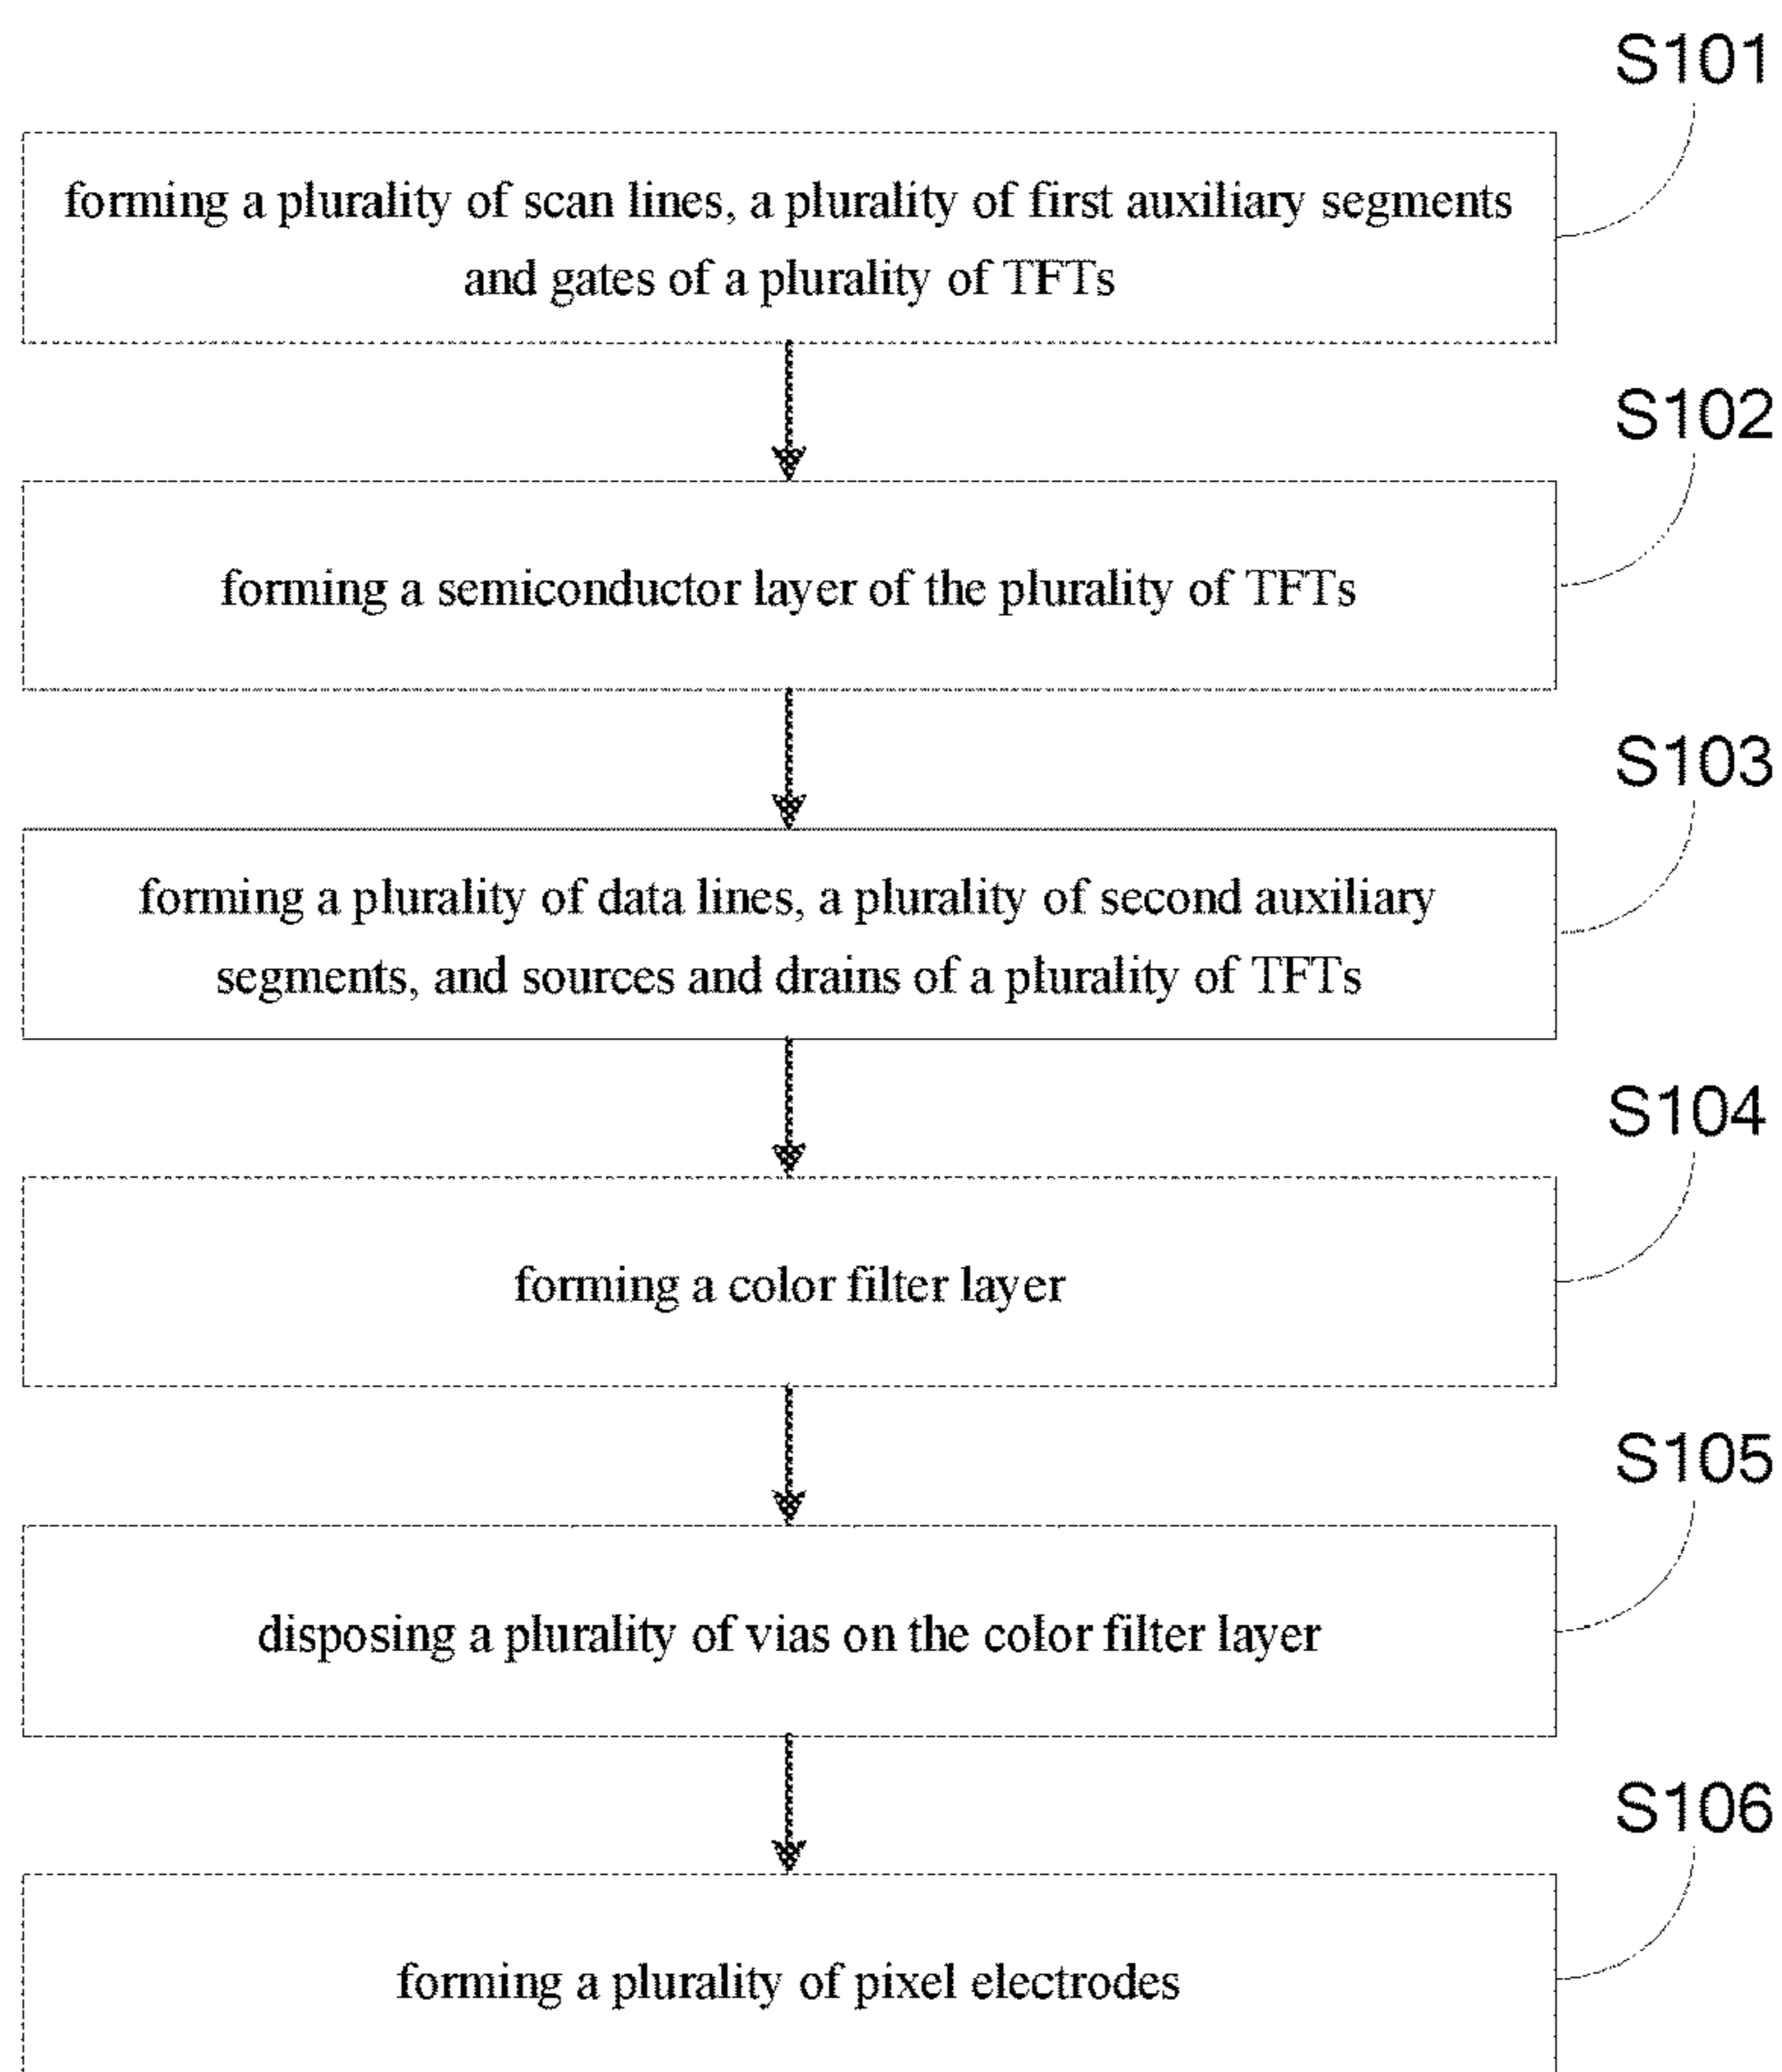 S101
forming a plurality of scan lines, a plurality of first auxiliary segments
and gates of a plurality of TFTs
S102
forming a semiconductor layer of the plurality of TFTs
S103
forming a plurality of data lines, a plurality of second auxiliary
segments, and sources and drains of a plurality of TFTs
S104
forming a color filter layer
S105
disposing a plurality of vias on the color filter layer
S106
forming a plurality of pixel electrodes